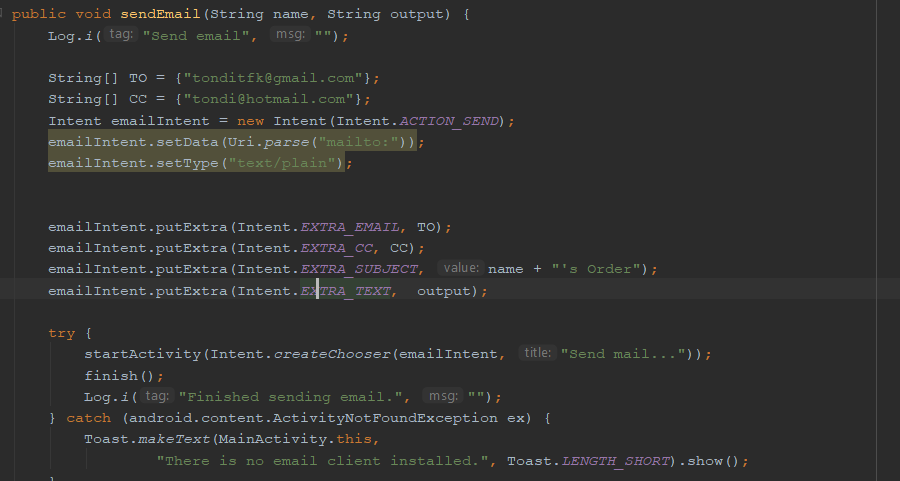 public void sendEmail(String name, String output) {
Log.i( tag: "Send email", msg: "");
String[] TO = {"tonditfk@gmail.com"};
String[] CC = {"tondi@hotmail.com"};
Intent emailIntent = new Intent(Intent.ACTION_SEND);
emailIntent.setData(Uri.parse("mailto:"));
emailIntent.setType("text/plain");
emailIntent.putExtra(Intent.EXTRA_EMAIL, TO);
emailIntent.putExtra(Intent.EXTRA_CC, CC);
emailIntent.putExtra(Intent.EXTRA_SUBJECT, value: name + "'s Order");
emailIntent.putExtra(Intent.EXTRA_TEXT, output);
try {
startActivity(Intent.createChooser(emailIntent, title: "Send mail..."));
finish();
Log.i( tag: "Finished sending email.", msg: "");
} catch (android.content.ActivityNotFoundException ex) {
Toast.makeText(MainActivity.this,
"There is no email client installed.", Toast.LENGTH_SHORT).show();
}